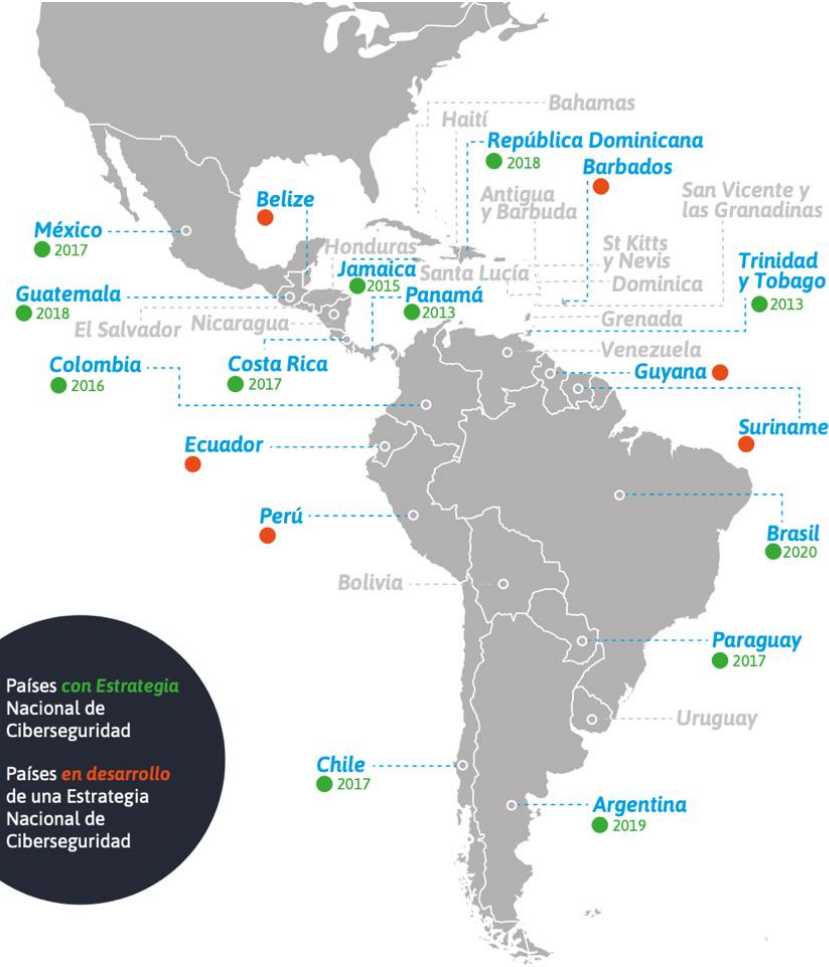 Bahamas
Haití
República Dominicana
2018
Barbados
Antigua
y Barbuda
San Vicente y
las Granadinas
Belize
México
2017
Honduras
St Kitts
y Nevis
Trinidad
y Tobago
2013
Jamaica
2015
Santa Lucía
Dominica
Guatemala
2018
Panamá
2013
El Salvador
Nicaragua
Grenada
Venezuela
Colombia
2016
Costa Rica
2017
Guyana
Suriname
Ecuador
Perú
Brasil
2020
Bolivia
Paraguay
2017
Uruguay
Países con Estrategia
Nacional de
Ciberseguridad
Países en desarrollo
de una Estrategia
Nacional de
Ciberseguridad
Chile
2017
Argentina
2019